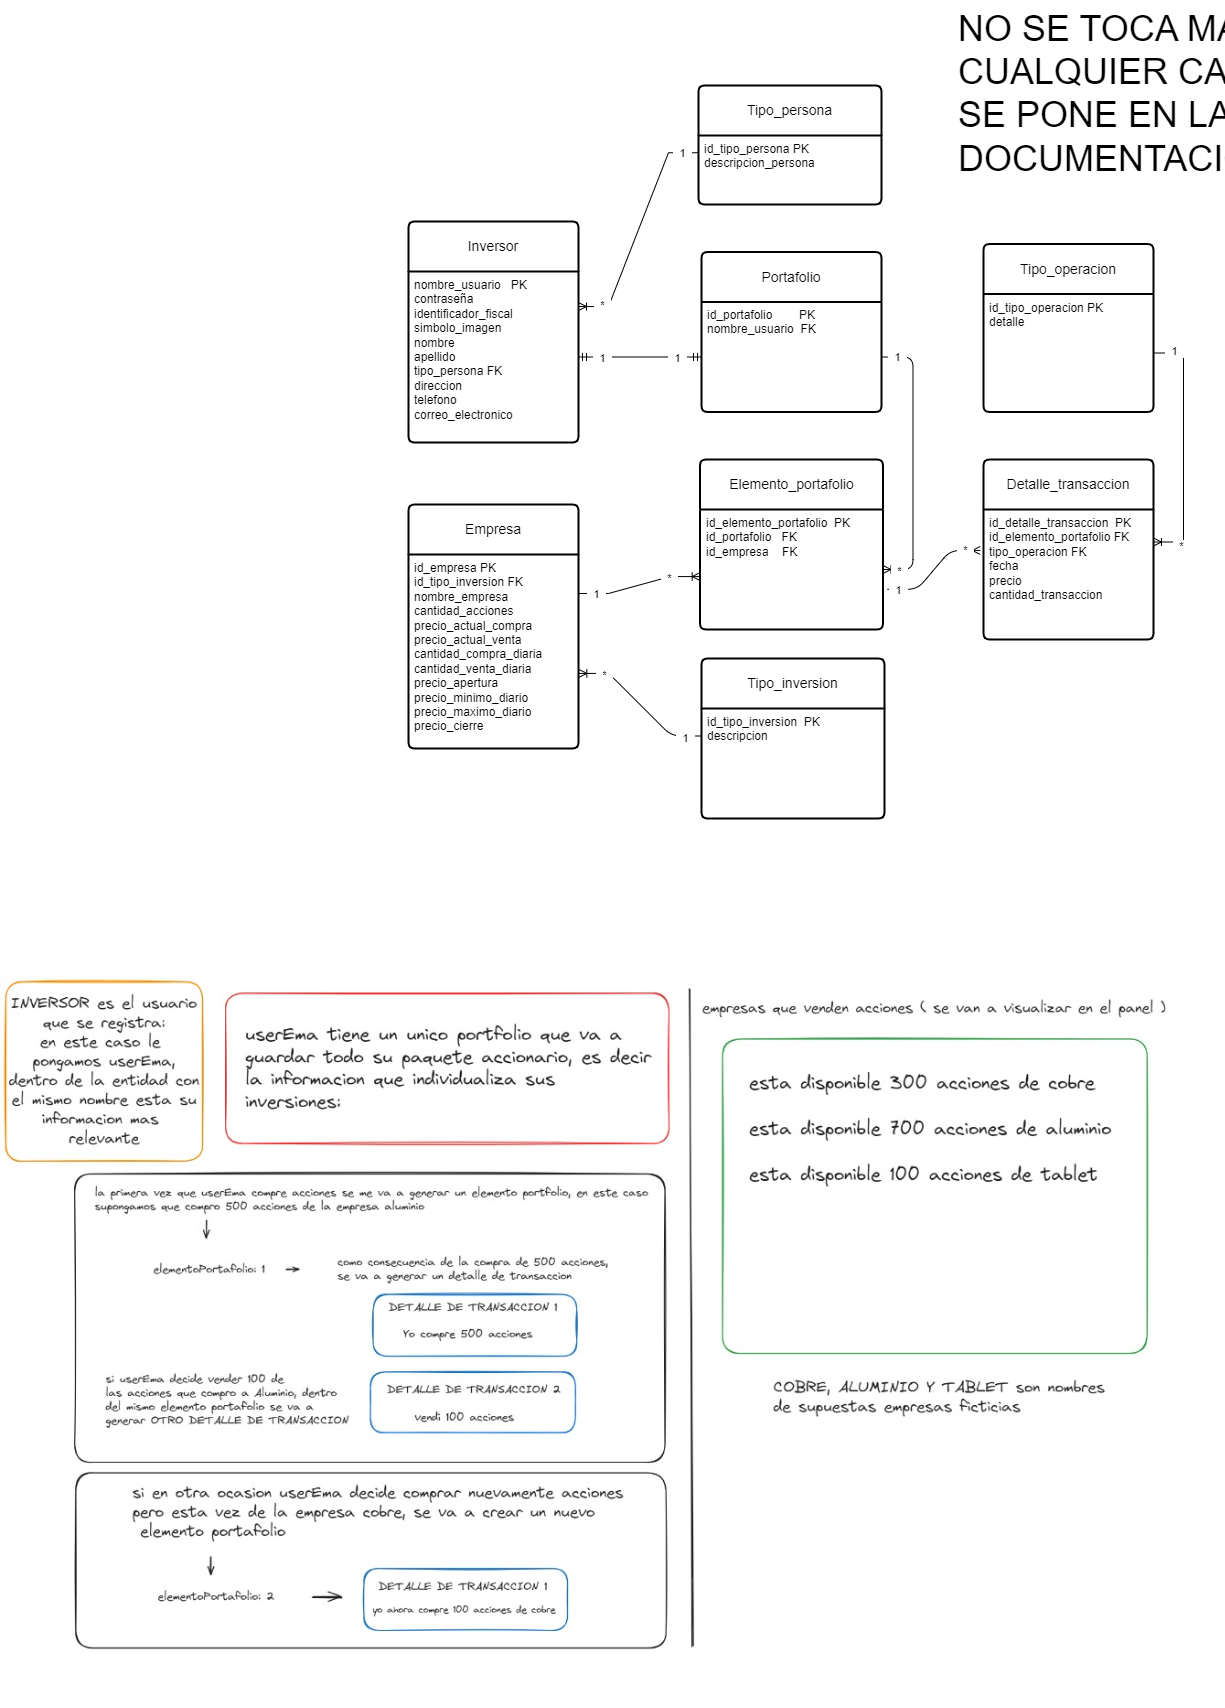 NO SE TOCA MA
CUALQUIER CA
SE PONE EN LA
DOCUMENTACI
Tipo_persona
id_tipo_persona PK
descripcion_persona
1
*
Inversor
nombre_usuario PK
contraseña
identificador_fiscal
simbolo_imagen
nombre
apellido
tipo_persona FK
direccion
telefono
correo_electronico
1
1
Portafolio
id_portafolio PK
nombre_usuario FK
1
*
Tipo_operacion
id_tipo_operacion PK
detalle
1
*
Elemento_portafolio
id_elemento_portafolio PK
id_portafolio FK
id_empresa FK
1
*
Detalle_transaccion
id_detalle_transaccion PK
id_elemento_portafolio FK
tipo_operacion FK
fecha
precio
cantidad_transaccion
Empresa
id_empresa PK
id_tipo_inversion FK
nombre_empresa
cantidad_acciones
precio_actual_compra
precio_actual_venta
cantidad_compra_diaria
cantidad_venta_diaria
precio_apertura
precio_minimo_diario
precio_maximo_diario
precio_cierre
1
*
*
1
Tipo_inversion
id_tipo_inversion PK
descripcion
INVERSOR es el usuario
que se registra:
en este caso le
pongamos userEma,
dentro de la entidad con
el mismo nombre esta su
informacion mas
relevante
userEma tiene un unico portfolio que va a
guardar todo su paquete accionario, es decir
la informacion que individualiza sus
inversiones:
la primera vez que userEma compre acciones se me va a generar un elemento portfolio, en este caso
supongamos que compro 500 acciones de la empresa aluminio
elementoPortafolio: 1
como consecuencia de la compra de 500 acciones,
se va a generar un detalle de transaccion
DETALLE DE TRANSACCION 1
Yo compre 500 acciones
si userEma decide vender 100 de
las acciones que compro a Aluminio, dentro
del mismo elemento portafolio se va a
generar OTRO DETALLE DE TRANSACCION
DETALLE DE TRANSACCION 2
vendi 100 acciones
si en otra ocasion userEma decide comprar nuevamente acciones
pero esta vez de la empresa cobre, se va a crear un nuevo
elemento portafolio
elementoPortafolio: 2
DETALLE DE TRANSACCION 1
yo ahora compre 100 acciones de cobre
empresas que venden acciones ( se van a visualizar en el panel )
esta disponible 300 acciones de cobre
esta disponible 700 acciones de aluminio
esta disponible 100 acciones de tablet
COBRE, ALUMINIO Y TABLET son nombres
de supuestas empresas ficticias